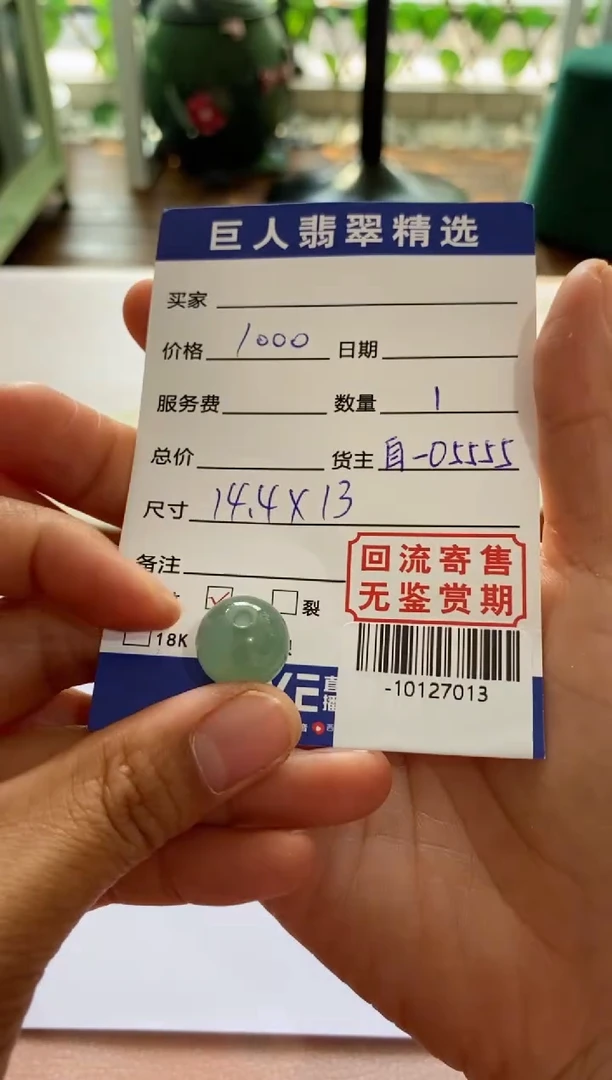 巨人翡翠精选
买家
价格 1000 日期
服务费 数量 1
总价 货主 自-05555
尺寸 14.4X13
备注
回流寄售
无鉴赏期
裂
18K
直播
-10127013